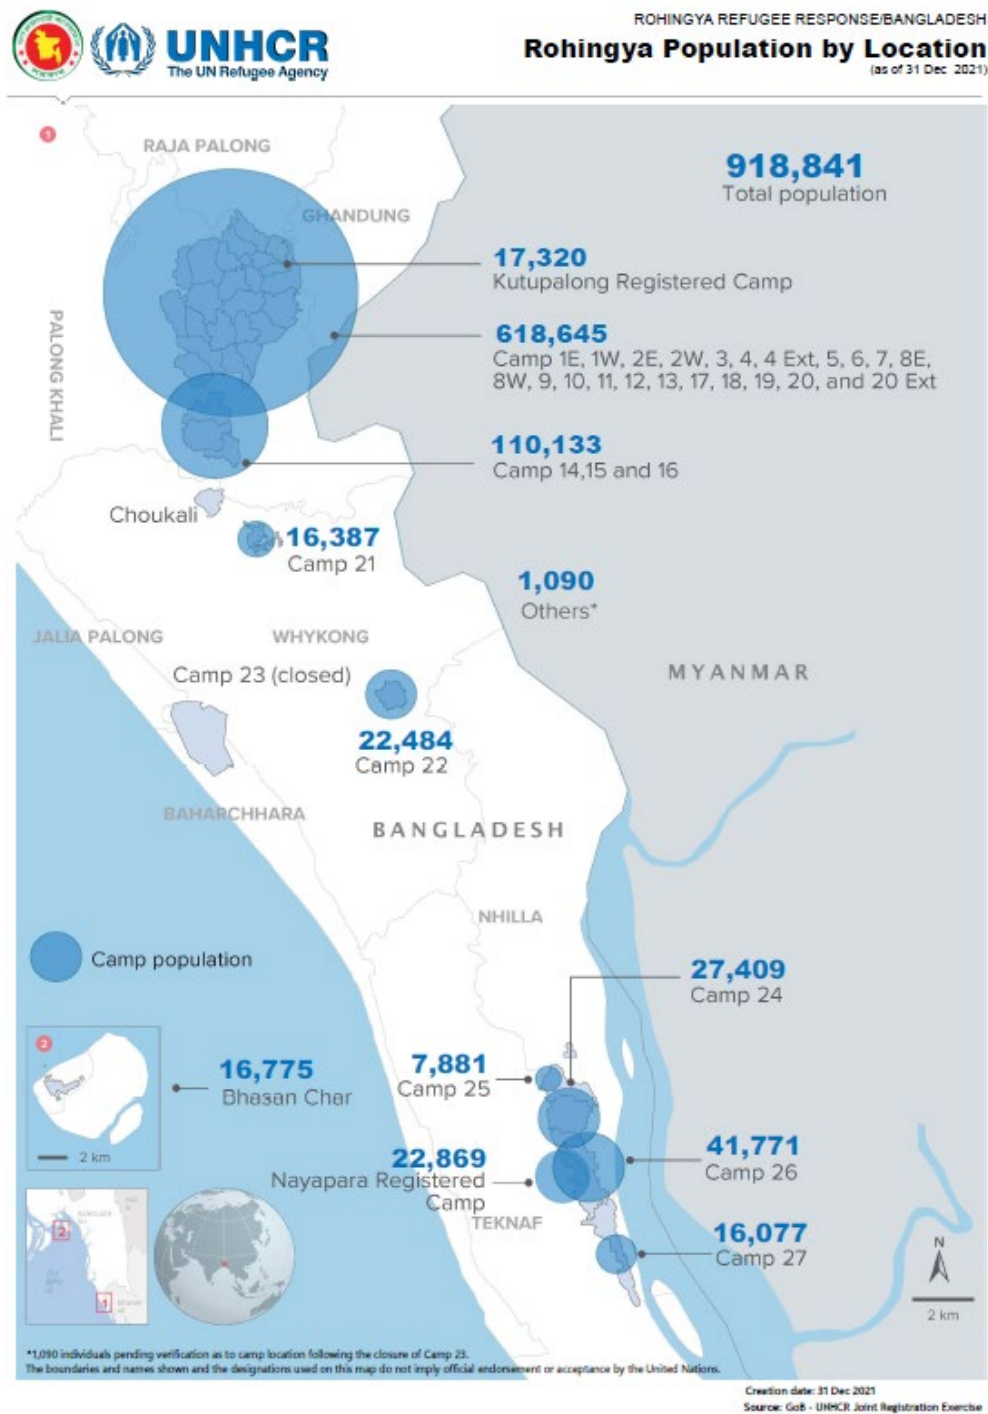 UNHCR
The UN Refugee Agency
ROHINGYA REFUGEE RESPONSE/BANGLADESH
Rohingya Population by Location
(as of 31 Dec 2021)
1
RAJA PALONG
918,841
Total population
GHANDUNG
17,320
Kutupalong Registered Camp
PALONG KHALI
618,645
Camp 1E, 1W, 2E, 2W, 3, 4, 4 Ext, 5, 6, 7, 8E,
8W, 9, 10, 11, 12, 13, 17, 18, 19, 20, and 20 Ext
110,133
Camp 14,15 and 16
Choukali
16,387
Camp 21
1,090
Others*
JALIA PALONG
WHYKONG
MYANMAR
Camp 23 (closed)
22,484
Camp 22
BAHARCHHARA
BANGLADESH
NHILLA
Camp population
27,409
Camp 24
2
16,775
Bhasan Char
2 km
7,881
Camp 25
41,771
Camp 26
22,869
Nayapara Registered
Camp
TEKNAF
16,077
Camp 27
2
1
N
2 km
*1,090 individuals pending verification as to camp location following the closure of Camp 23.
The boundaries and names shown and the designations used on this map do not imply official endorsement or acceptance by the United Nations.
Creation date: 31 Dec 2021
Source: GoB - UNHCR Joint Registration Exercise